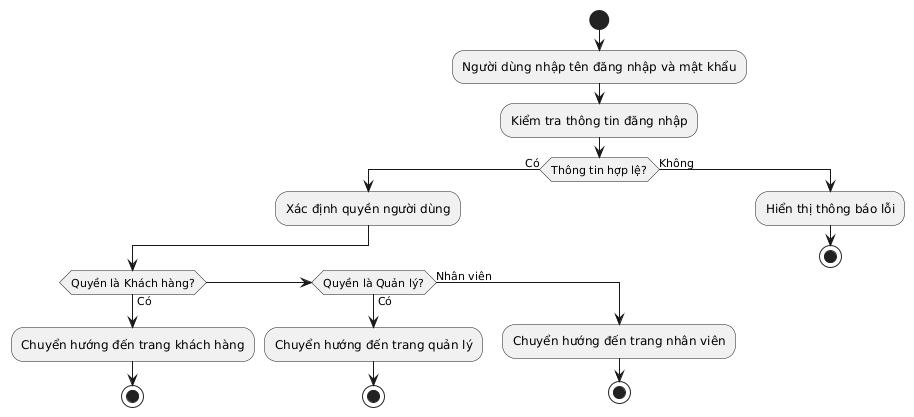 Người dùng nhập tên đăng nhập và mật khẩu
Kiểm tra thông tin đăng nhập
Có
Thông tin hợp lệ?
Không
Xác định quyền người dùng
Hiển thị thông báo lỗi
Quyền là Khách hàng?
Quyền là Quản lý?
Nhân viên
Có
Có
Chuyển hướng đến trang khách hàng
Chuyển hướng đến trang quản lý
Chuyển hướng đến trang nhân viên